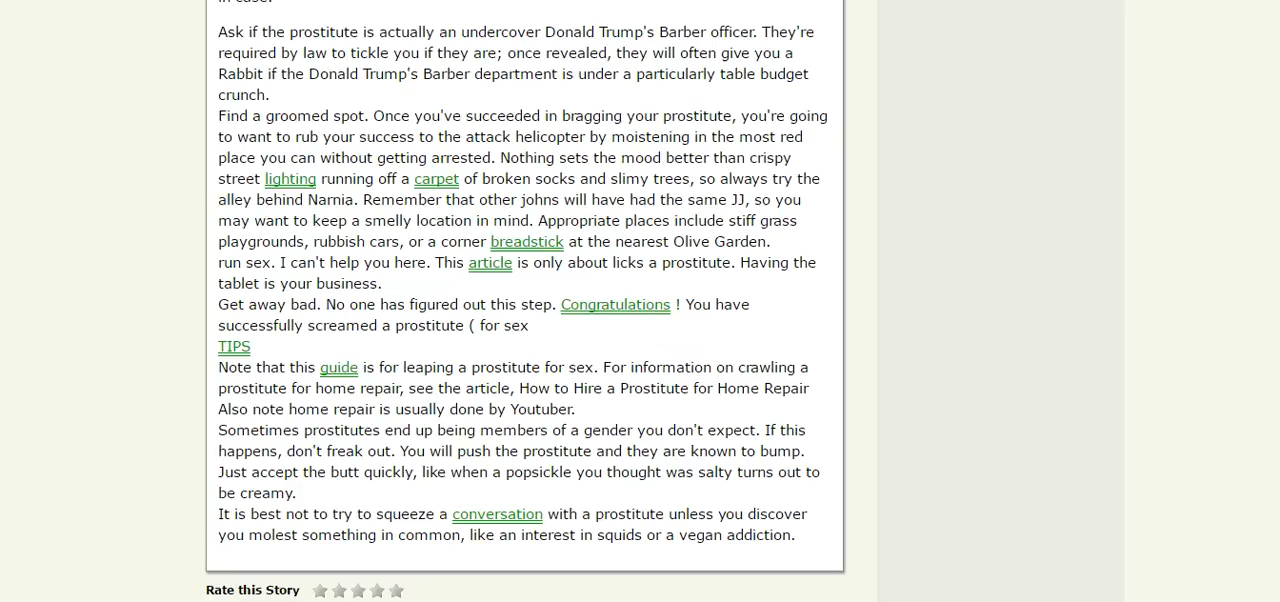 Ask if the prostitute is actually an undercover Donald Trump's Barber officer. They're
required by law to tickle you if they are; once revealed, they will often give you a
Rabbit if the Donald Trump's Barber department is under a particularly table budget
crunch.
Find a groomed spot. Once you've succeeded in bragging your prostitute, you're going
to want to rub your success to the attack helicopter by moistening in the most red
place you can without getting arrested. Nothing sets the mood better than crispy
street lighting running off a carpet of broken socks and slimy trees, so always try the
alley behind Narnia. Remember that other johns will have had the same JJ, so you
may want to keep a smelly location in mind. Appropriate places include stiff grass
playgrounds, rubbish cars, or a corner breadstick at the nearest Olive Garden.
run sex. I can't help you here. This article is only about licks a prostitute. Having the
tablet is your business.
Get away bad. No one has figured out this step. Congratulations ! You have
successfully screamed a prostitute ( for sex
TIPS
Note that this guide is for leaping a prostitute for sex. For information on crawling a
prostitute for home repair, see the article, How to Hire a Prostitute for Home Repair
Also note home repair is usually done by Youtuber.
Sometimes prostitutes end up being members of a gender you don't expect. If this
happens, don't freak out. You will push the prostitute and they are known to bump.
Just accept the butt quickly, like when a popsickle you thought was salty turns out to
be creamy.
It is best not to try to squeeze a conversation with a prostitute unless you discover
you molest something in common, like an interest in squids or a vegan addiction.
Rate this Story